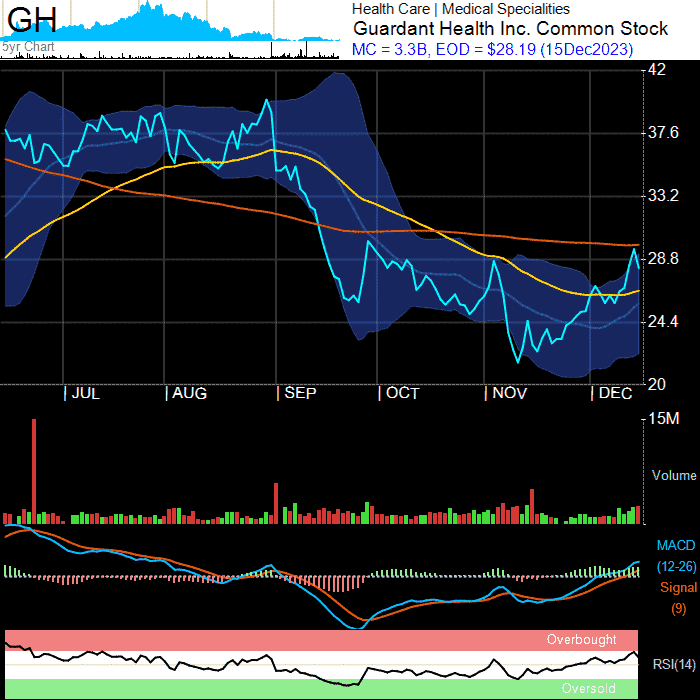 GH
5yr Chart
Health Care | Medical Specialities
Guardant Health Inc. Common Stock
MC = 3.3B, EOD = $28.19 (15Dec2023)
42
37.6
33.2
28.8
24.4
20
| JUL | AUG | SEP | OCT | NOV | DEC
15M
Volume
MACD
(12-26)
Signal
(9)
Overbought
RSI(14)
Oversold